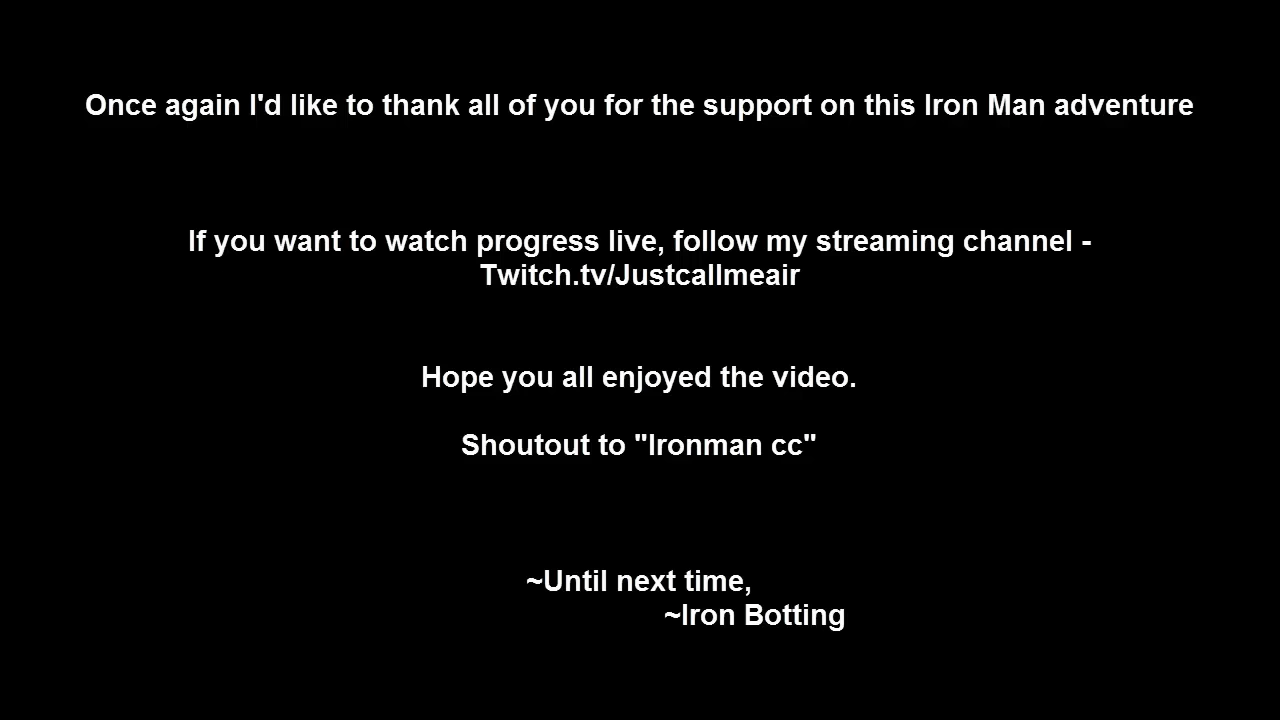 Once again I'd like to thank all of you for the support on this Iron Man adventure
If you want to watch progress live, follow my streaming channel -
Twitch.tv/Justcallmeair
Hope you all enjoyed the video.
Shoutout to "Ironman cc"
~Until next time,
~Iron Botting